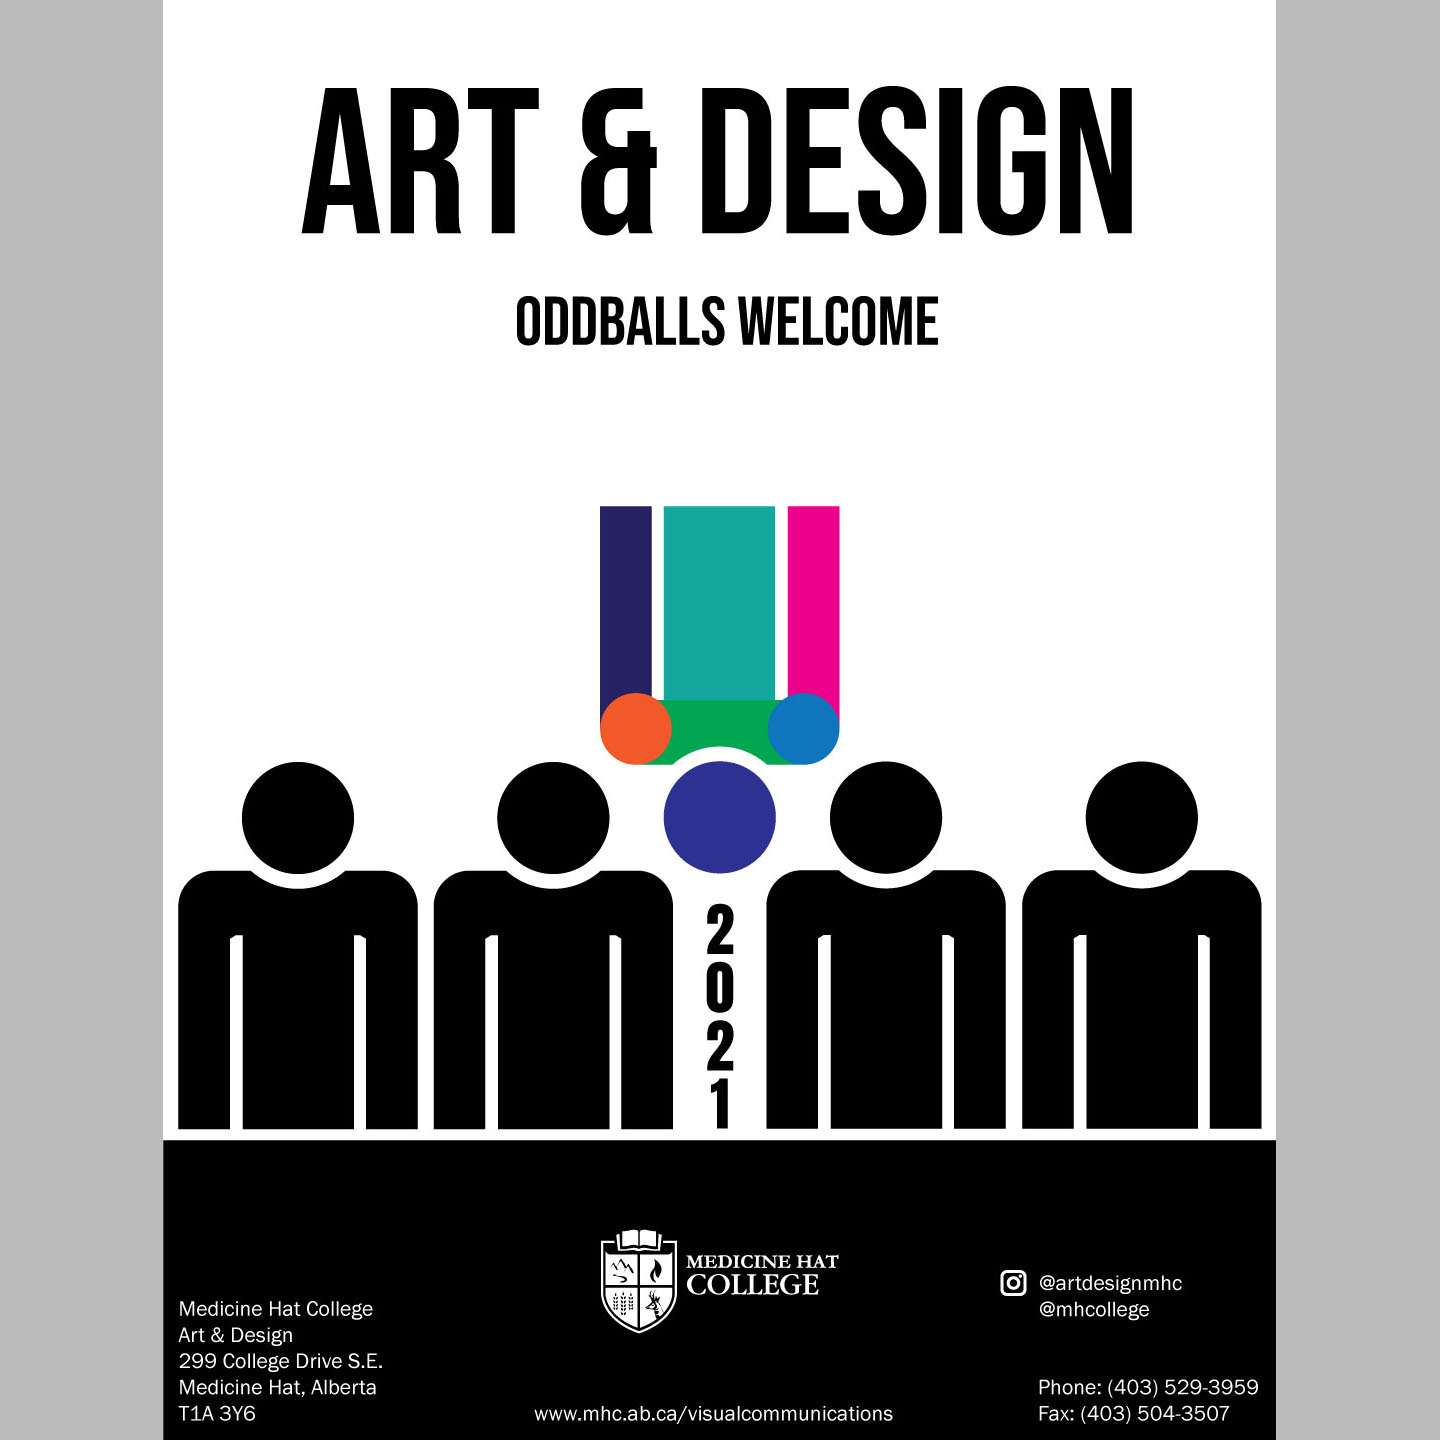 ART & DESIGN
ODDBALLS WELCOME
2
0
2
1
MEDICINE HAT
COLLEGE
Medicine Hat College
Art & Design
299 College Drive S.E.
Medicine Hat, Alberta
T1A 3Y6
www.mhc.ab.ca/visualcommunications
@artdesignmhc
@mhcollege
Phone: (403) 529-3959
Fax: (403) 504-3507